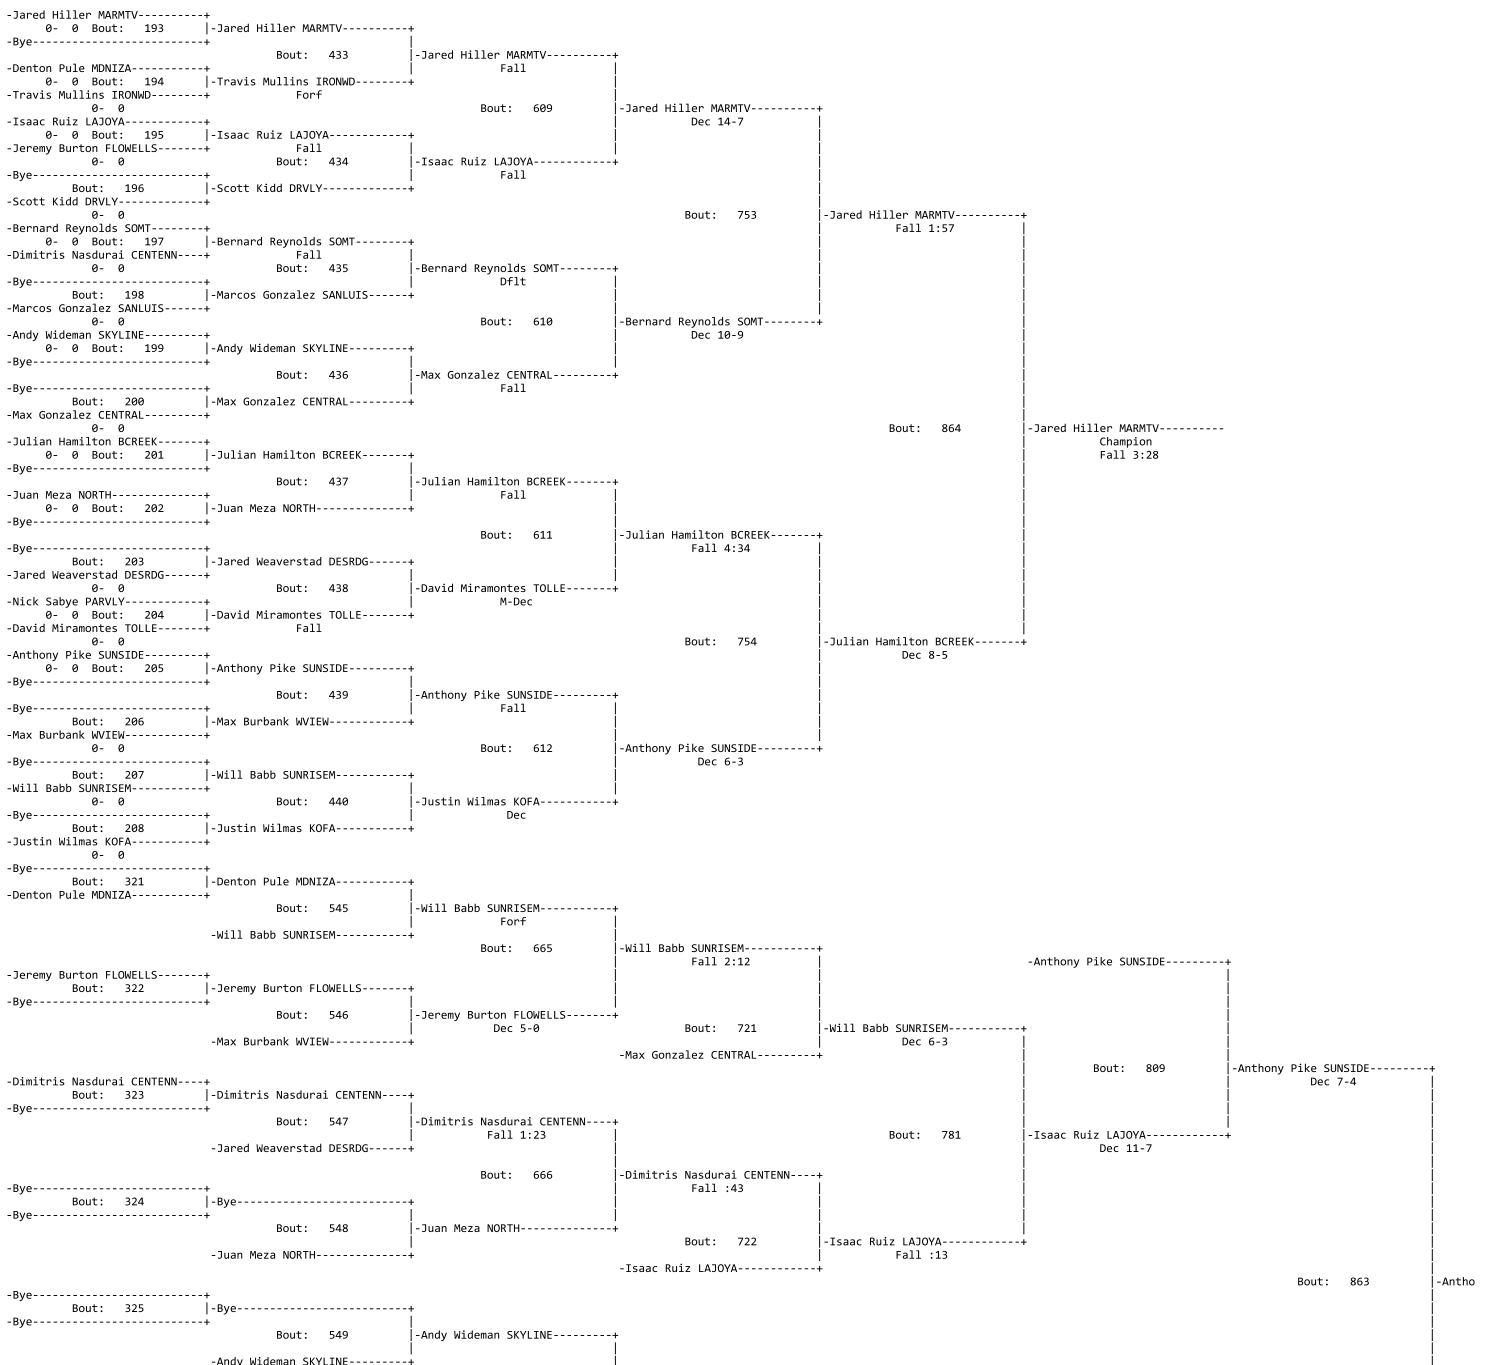 -Jared Hiller MARMTV----------+
0-  0  Bout:   193      |-Jared Hiller MARMTV----------+
-Bye--------------------------+                               |
Bout:   433          |-Jared Hiller MARMTV----------+
-Denton Pule MDNIZA-----------+                               |             Fall             |
0-  0  Bout:   194      |-Travis Mullins IRONWD--------+                               |
-Travis Mullins IRONWD--------+             Forf                                             |
0-  0                                                      Bout:   609          |-Jared Hiller MARMTV----------+
-Isaac Ruiz LAJOYA------------+                                                              |           Dec 14-7           |
0-  0  Bout:   195      |-Isaac Ruiz LAJOYA------------+                               |                              |
-Jeremy Burton FLOWELLS-------+             Fall             |                               |                              |
0-  0                       Bout:   434          |-Isaac Ruiz LAJOYA------------+                              |
-Bye--------------------------+                               |             Fall                                            |
Bout:   196          |-Scott Kidd DRVLY-------------+                                                              |
-Scott Kidd DRVLY-------------+                                                                                             |
0-  0                                                                                     Bout:   753          |-Jared Hiller MARMTV----------+
-Bernard Reynolds SOMT--------+                                                                                             |           Fall 1:57          |
0-  0  Bout:   197      |-Bernard Reynolds SOMT--------+                                                              |                              |
-Dimitris Nasdurai CENTENN----+             Fall             |                                                              |                              |
0-  0                       Bout:   435          |-Bernard Reynolds SOMT--------+                              |                              |
-Bye--------------------------+                               |             Dflt             |                              |                              |
Bout:   198          |-Marcos Gonzalez SANLUIS------+                               |                              |                              |
-Marcos Gonzalez SANLUIS------+                                                              |                              |                              |
0-  0                                                      Bout:   610          |-Bernard Reynolds SOMT--------+                              |
-Andy Wideman SKYLINE---------+                                                              |           Dec 10-9                                          |
0-  0  Bout:   199      |-Andy Wideman SKYLINE---------+                               |                                                             |
-Bye--------------------------+                               |                              |                                                             |
Bout:   436          |-Max Gonzalez CENTRAL---------+                                                             |
-Bye--------------------------+                               |             Fall                                                                           |
Bout:   200          |-Max Gonzalez CENTRAL---------+                                                                                             |
-Max Gonzalez CENTRAL---------+                                                                                                                            |
0-  0                                                                                                                    Bout:   864          |-Jared Hiller MARMTV----------
-Julian Hamilton BCREEK-------+                                                                                                                            |           Champion
0-  0  Bout:   201      |-Julian Hamilton BCREEK-------+                                                                                             |           Fall 3:28
-Bye--------------------------+                               |                                                                                            |
Bout:   437          |-Julian Hamilton BCREEK-------+                                                             |
-Juan Meza NORTH--------------+                               |             Fall             |                                                             |
0-  0  Bout:   202      |-Juan Meza NORTH--------------+                               |                                                             |
-Bye--------------------------+                                                              |                                                             |
Bout:   611          |-Julian Hamilton BCREEK-------+                              |
-Bye--------------------------+                                                              |           Fall 4:34          |                              |
Bout:   203          |-Jared Weaverstad DESRDG------+                               |                              |                              |
-Jared Weaverstad DESRDG------+                               |                              |                              |                              |
0-  0                       Bout:   438          |-David Miramontes TOLLE-------+                              |                              |
-Nick Sabye PARVLY------------+                               |             M-Dec                                           |                              |
0-  0  Bout:   204      |-David Miramontes TOLLE-------+                                                              |                              |
-David Miramontes TOLLE-------+             Fall                                                                            |                              |
0-  0                                                                                     Bout:   754          |-Julian Hamilton BCREEK-------+
-Anthony Pike SUNSIDE---------+                                                                                             |            Dec 8-5
0-  0  Bout:   205      |-Anthony Pike SUNSIDE---------+                                                              |
-Bye--------------------------+                               |                                                             |
Bout:   439          |-Anthony Pike SUNSIDE---------+                              |
-Bye--------------------------+                               |             Fall             |                              |
Bout:   206          |-Max Burbank WVIEW------------+                               |                              |
-Max Burbank WVIEW------------+                                                              |                              |
0-  0                                                      Bout:   612          |-Anthony Pike SUNSIDE---------+
-Bye--------------------------+                                                              |            Dec 6-3
Bout:   207          |-Will Babb SUNRISEM-----------+                               |
-Will Babb SUNRISEM-----------+                               |                              |
0-  0                       Bout:   440          |-Justin Wilmas KOFA-----------+
-Bye--------------------------+                               |              Dec
Bout:   208          |-Justin Wilmas KOFA-----------+
-Justin Wilmas KOFA-----------+
0-  0
-Bye--------------------------+
Bout:   321          |-Denton Pule MDNIZA-----------+
-Denton Pule MDNIZA-----------+                               |
Bout:   545          |-Will Babb SUNRISEM-----------+
|             Forf             |
-Will Babb SUNRISEM-----------+                               |
Bout:   665          |-Will Babb SUNRISEM-----------+
|           Fall 2:12          |                               -Anthony Pike SUNSIDE---------+
-Jeremy Burton FLOWELLS-------+                                                              |                              |                                                             |
Bout:   322          |-Jeremy Burton FLOWELLS-------+                               |                              |                                                             |
-Bye--------------------------+                               |                              |                              |                                                             |
Bout:   546          |-Jeremy Burton FLOWELLS-------+                              |                                                             |
|            Dec 5-0                     Bout:   721          |-Will Babb SUNRISEM-----------+                              |
-Max Burbank WVIEW------------+                                                              |            Dec 6-3           |                              |
-Max Gonzalez CENTRAL---------+                              |                              |
Bout:   809          |-Anthony Pike SUNSIDE---------+
-Dimitris Nasdurai CENTENN----+                                                                                                                            |                              |           Dec 7-4            |
Bout:   323          |-Dimitris Nasdurai CENTENN----+                                                                                             |                              |                              |
-Bye--------------------------+                               |                                                                                            |                              |                              |
Bout:   547          |-Dimitris Nasdurai CENTENN----+                                                             |                              |                              |
|           Fall 1:23          |                               Bout:   781          |-Isaac Ruiz LAJOYA------------+                              |
-Jared Weaverstad DESRDG------+                               |                                                             |           Dec 11-7                                          |
Bout:   666          |-Dimitris Nasdurai CENTENN----+                              |                                                             |
-Bye--------------------------+                                                              |           Fall :43           |                              |                                                             |
Bout:   324          |-Bye--------------------------+                               |                              |                              |                                                             |
-Bye--------------------------+                               |                              |                              |                              |                                                             |
Bout:   548          |-Juan Meza NORTH--------------+                              |                              |                                                             |
|                                        Bout:   722          |-Isaac Ruiz LAJOYA------------+                                                             |
-Juan Meza NORTH--------------+                                                              |           Fall :13                                                                         |
-Isaac Ruiz LAJOYA------------+                                                                                            |
Bout:   863          |-Antho
-Bye--------------------------+                                                                                                                                                                                          |
Bout:   325          |-Bye--------------------------+                                                                                                                                                           |
-Bye--------------------------+                               |                                                                                                                                                          |
Bout:   549          |-Andy Wideman SKYLINE---------+                                                                                                                           |
|                              |                                                                                                                           |
-Andy Wideman SKYLINE---------+                              |                                                                                                                           |